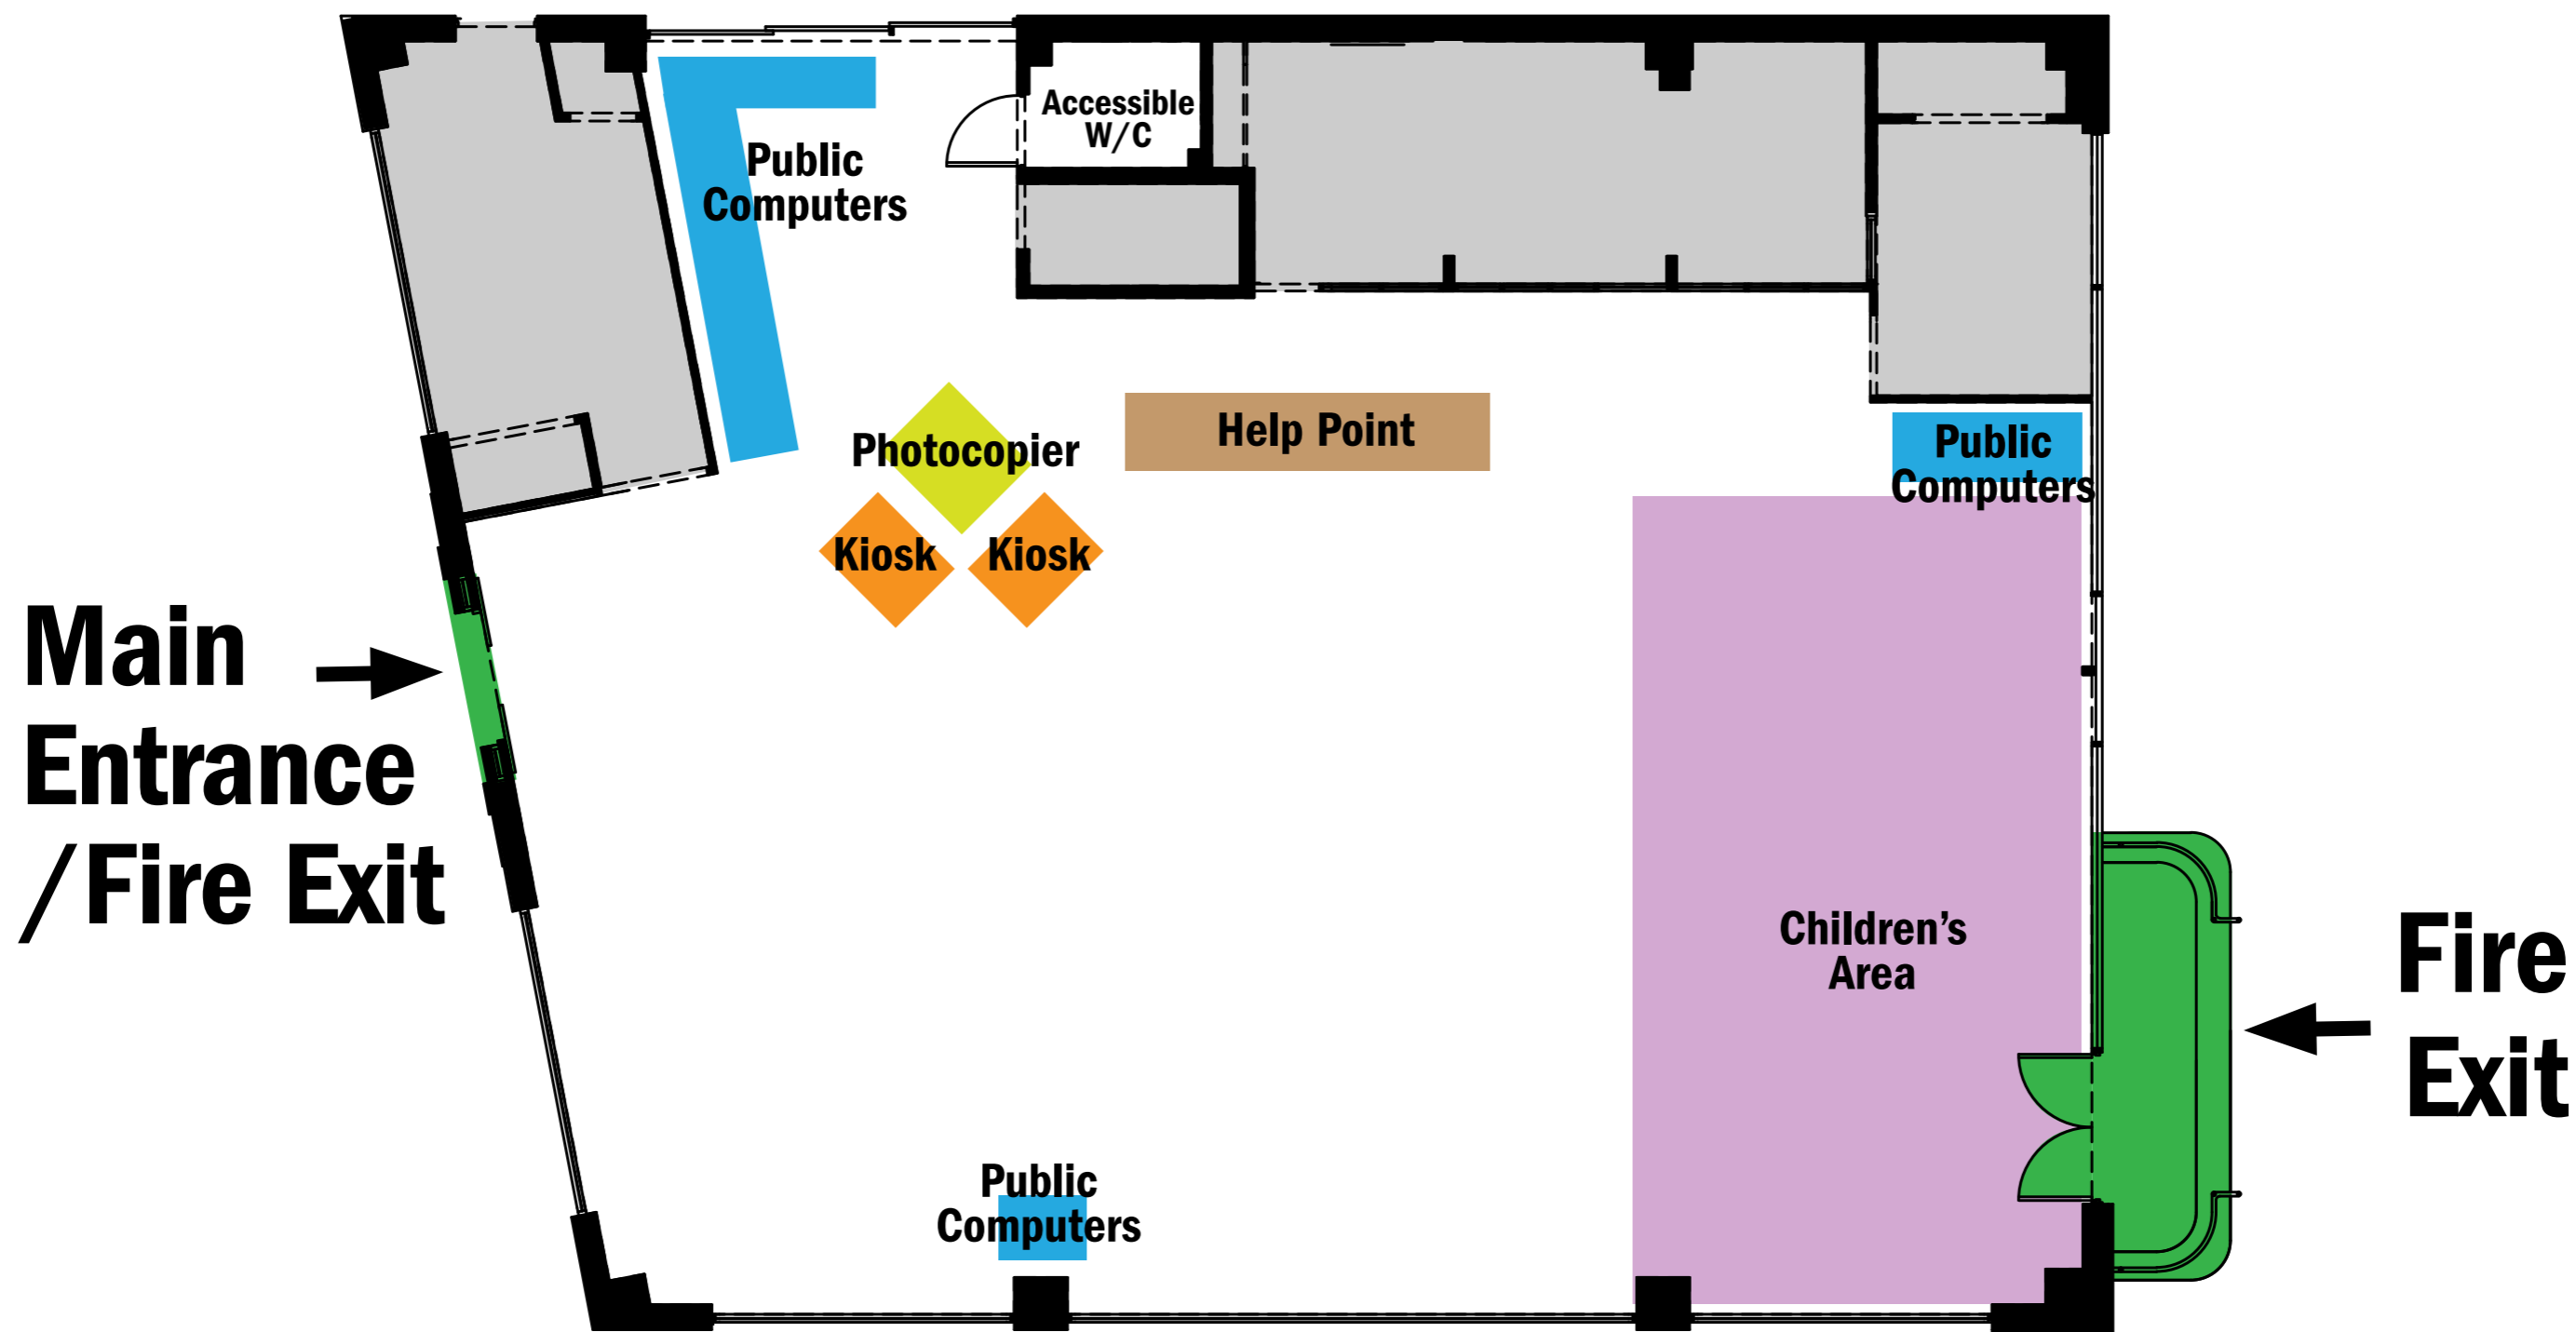 Accessible
W/C
Public
Computers
Photocopier
Help Point
Public
Computers
Kiosk
Kiosk
Main
Entrance
/Fire Exit
Children’s
Area
Fire
Exit
Public
Computers